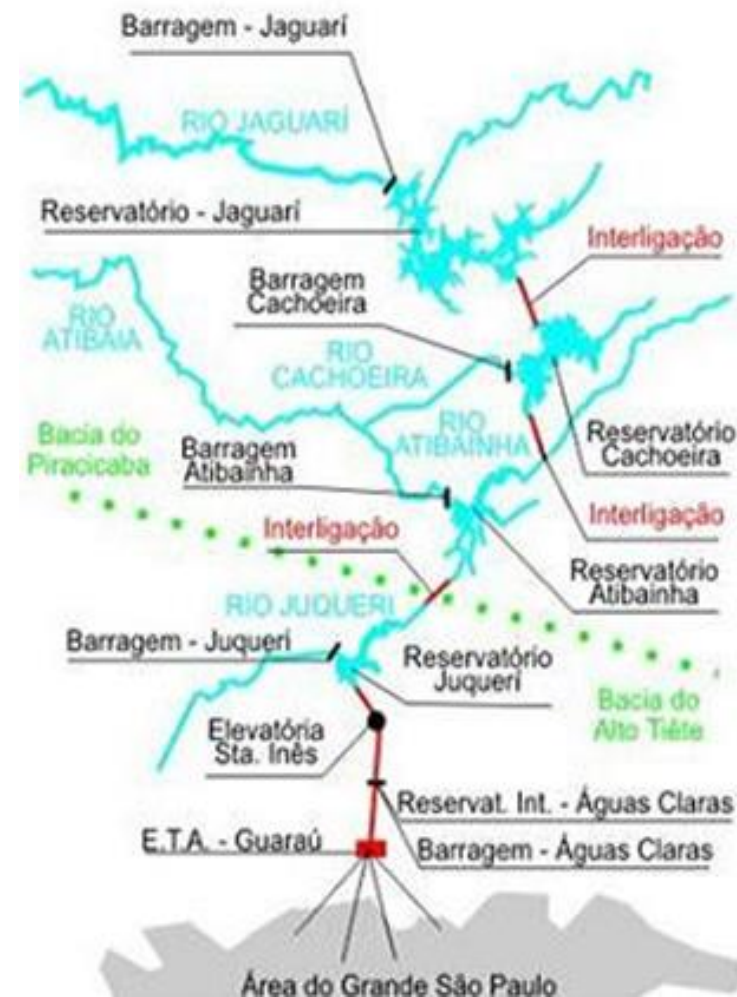 Barragem - Jaguarí
RIO JAGUARÍ
Reservatório - Jaguarí
Interligação
Barragem
Cachoeira
RIO
ATIBAIA
RIO
CACHOEIRA
RIO
ATIBAINHA
Reservatório
Cachoeira
Bacia do
Piracicaba
Barragem
Atibainha
Interligação
Interligação
Reservatório
Atibainha
RIO JUQUERI
Barragem - Juquerí
Reservatório
Juquerí
Bacia do
Alto Tiête
Elevatória
Sta. Inês
Reservat. Int. - Águas Claras
E.T.A. - Guaraú
Barragem - Águas Claras
Área do Grande São Paulo